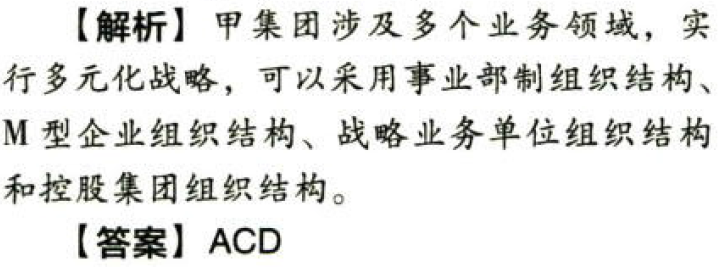 【解析】甲集团涉及多个业务领域，实
行多元化战略，可以采用事业部制组织结构、
M型企业组织结构、战略业务单位组织结构
和控股集团组织结构。
【答案】ACD